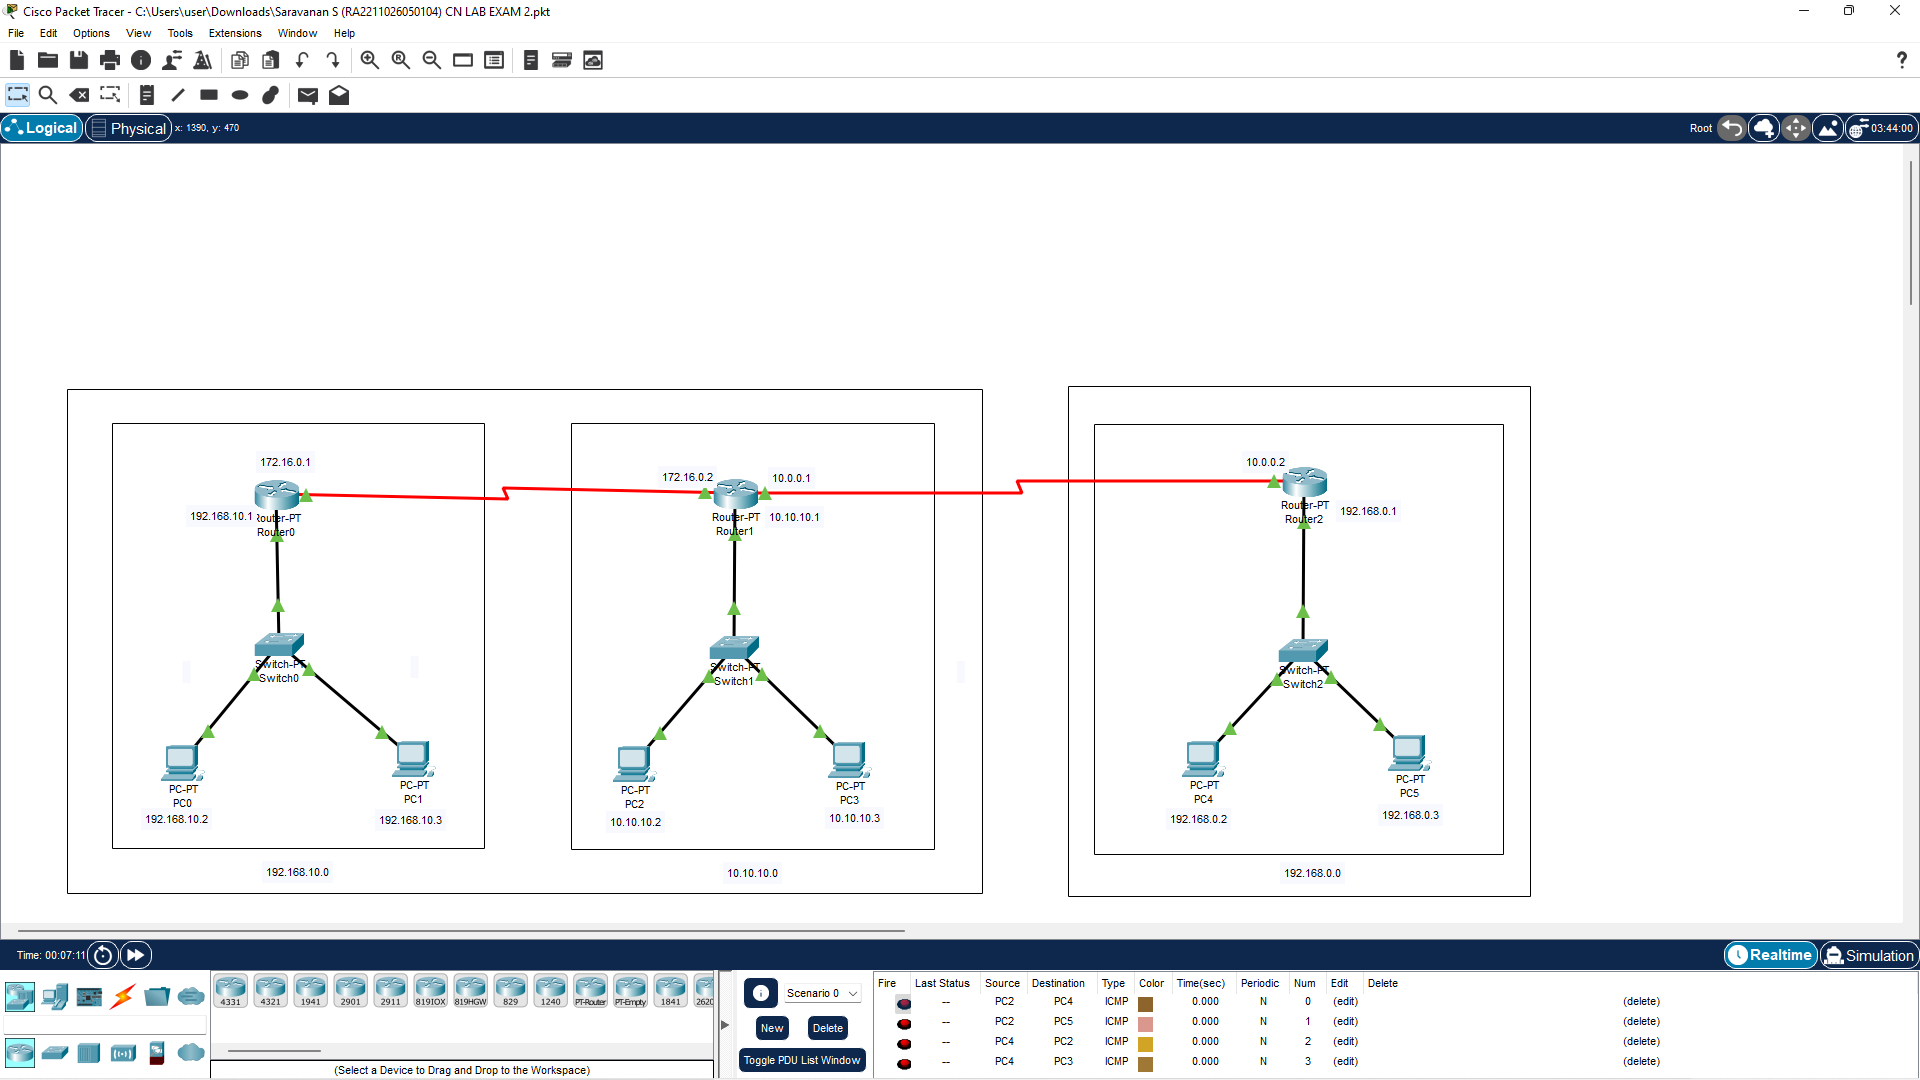 Cisco Packet Tracer - C:\Users\user\Downloads\Saravanan S (RA2211026050104) CN LAB EXAM 2.pkt
File Edit Options View Tools Extensions Window Help
Logical Physical x: 1390, y: 470 Root 03:44:00
172.16.0.1
192.168.10.1
Router-PT
Router0
172.16.0.2
10.0.0.1
Router-PT 10.10.10.1
Router1
10.0.0.2
Router-PT
Router2
192.168.0.1
Switch-PT
Switch0
Switch-PT
Switch1
Switch-PT
Switch2
PC-PT
PC0
192.168.10.2
PC-PT
PC1
192.168.10.3
PC-PT
PC2
10.10.10.2
PC-PT
PC3
10.10.10.3
PC-PT
PC4
192.168.0.2
PC-PT
PC5
192.168.0.3
192.168.10.0
10.10.10.0
192.168.0.0
Time: 00:07:11 Realtime Simulation
4331 4321 1941 2901 2911 819IOX 819HGW 829 1240 PT-Router PT-Empty 1841 2620
(Select a Device to Drag and Drop to the Workspace)
Scenario 0
New Delete
Toggle PDU List Window
Fire Last Status Source Destination Type Color Time(sec) Periodic Num Edit Delete
-- PC2 PC4 ICMP 0.000 N 0 (edit) (delete)
-- PC2 PC5 ICMP 0.000 N 1 (edit) (delete)
-- PC4 PC2 ICMP 0.000 N 2 (edit) (delete)
-- PC4 PC3 ICMP 0.000 N 3 (edit) (delete)